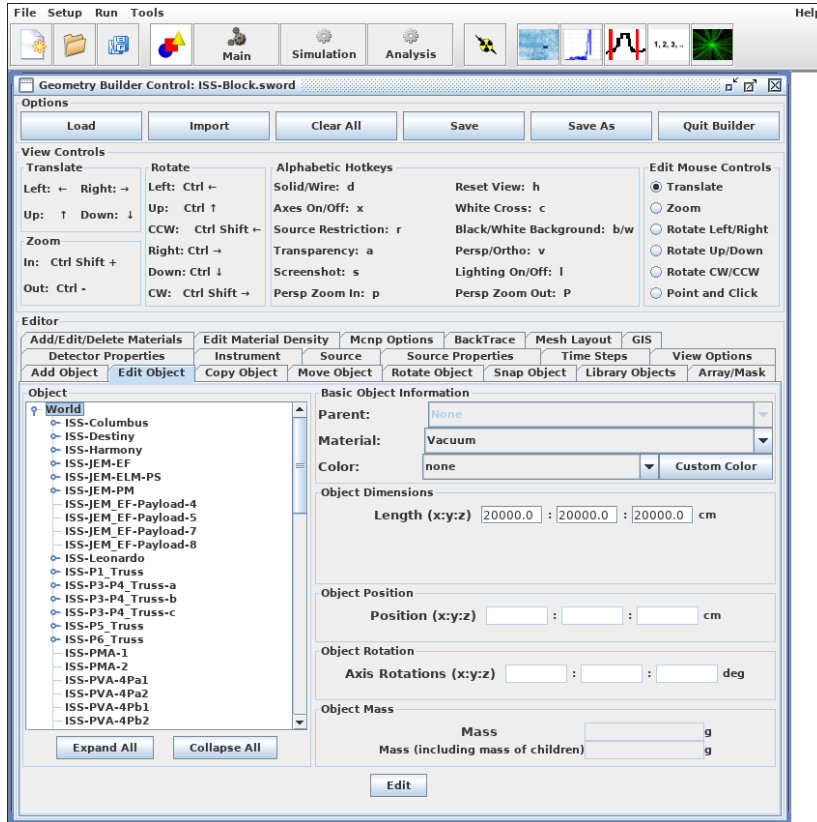 File Setup Run Tools Help
Main Simulation Analysis 1, 2, 3, ..
Geometry Builder Control: ISS-Block.sword
Options
Load Import Clear All Save Save As Quit Builder
View Controls
Translate Rotate Alphabetic Hotkeys Edit Mouse Controls
Left: ← Right: → Left: Ctrl ← Solid/Wire: d Reset View: h Translate
Up: ↑ Down: ↓ Up: Ctrl ↑ Axes On/Off: x White Cross: c Zoom
CCW: Ctrl Shift ← Source Restriction: r Black/White Background: b/w Rotate Left/Right
Zoom Right: Ctrl → Transparency: a Persp/Ortho: v Rotate Up/Down
In: Ctrl Shift + Down: Ctrl ↓ Screenshot: s Lighting On/Off: l Rotate CW/CCW
Out: Ctrl - CW: Ctrl Shift → Persp Zoom In: p Persp Zoom Out: P Point and Click
Editor
Add/Edit/Delete Materials Edit Material Density Mcnp Options BackTrace Mesh Layout GIS
Detector Properties Instrument Source Source Properties Time Steps View Options
Add Object Edit Object Copy Object Move Object Rotate Object Snap Object Library Objects Array/Mask
Object
World
ISS-Columbus
ISS-Destiny
ISS-Harmony
ISS-JEM-EF
ISS-JEM-ELM-PS
ISS-JEM-PM
ISS-JEM_EF-Payload-4
ISS-JEM_EF-Payload-5
ISS-JEM_EF-Payload-7
ISS-JEM_EF-Payload-8
ISS-Leonardo
ISS-P1_Truss
ISS-P3-P4_Truss-a
ISS-P3-P4_Truss-b
ISS-P3-P4_Truss-c
ISS-P5_Truss
ISS-P6_Truss
ISS-PMA-1
ISS-PMA-2
ISS-PVA-4Pa1
ISS-PVA-4Pa2
ISS-PVA-4Pb1
ISS-PVA-4Pb2
Expand All Collapse All
Basic Object Information
Parent: None
Material: Vacuum
Color: none Custom Color
Object Dimensions
Length (x:y:z) 20000.0 : 20000.0 : 20000.0 cm
Object Position
Position (x:y:z) : : cm
Object Rotation
Axis Rotations (x:y:z) : : deg
Object Mass
Mass g
Mass (including mass of children) g
Edit